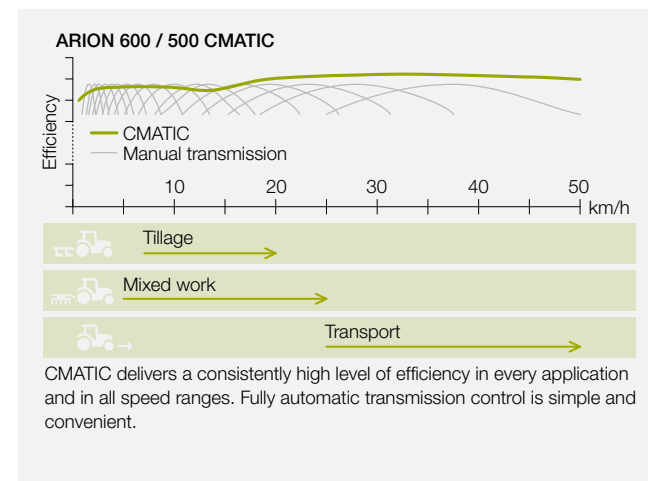 ARION 600 / 500 CMATIC
Efficiency
CMATIC
Manual transmission
10 20 30 40 50
km/h
Tillage
Mixed work
Transport
CMATIC delivers a consistently high level of efficiency in every application
and in all speed ranges. Fully automatic transmission control is simple and
convenient.